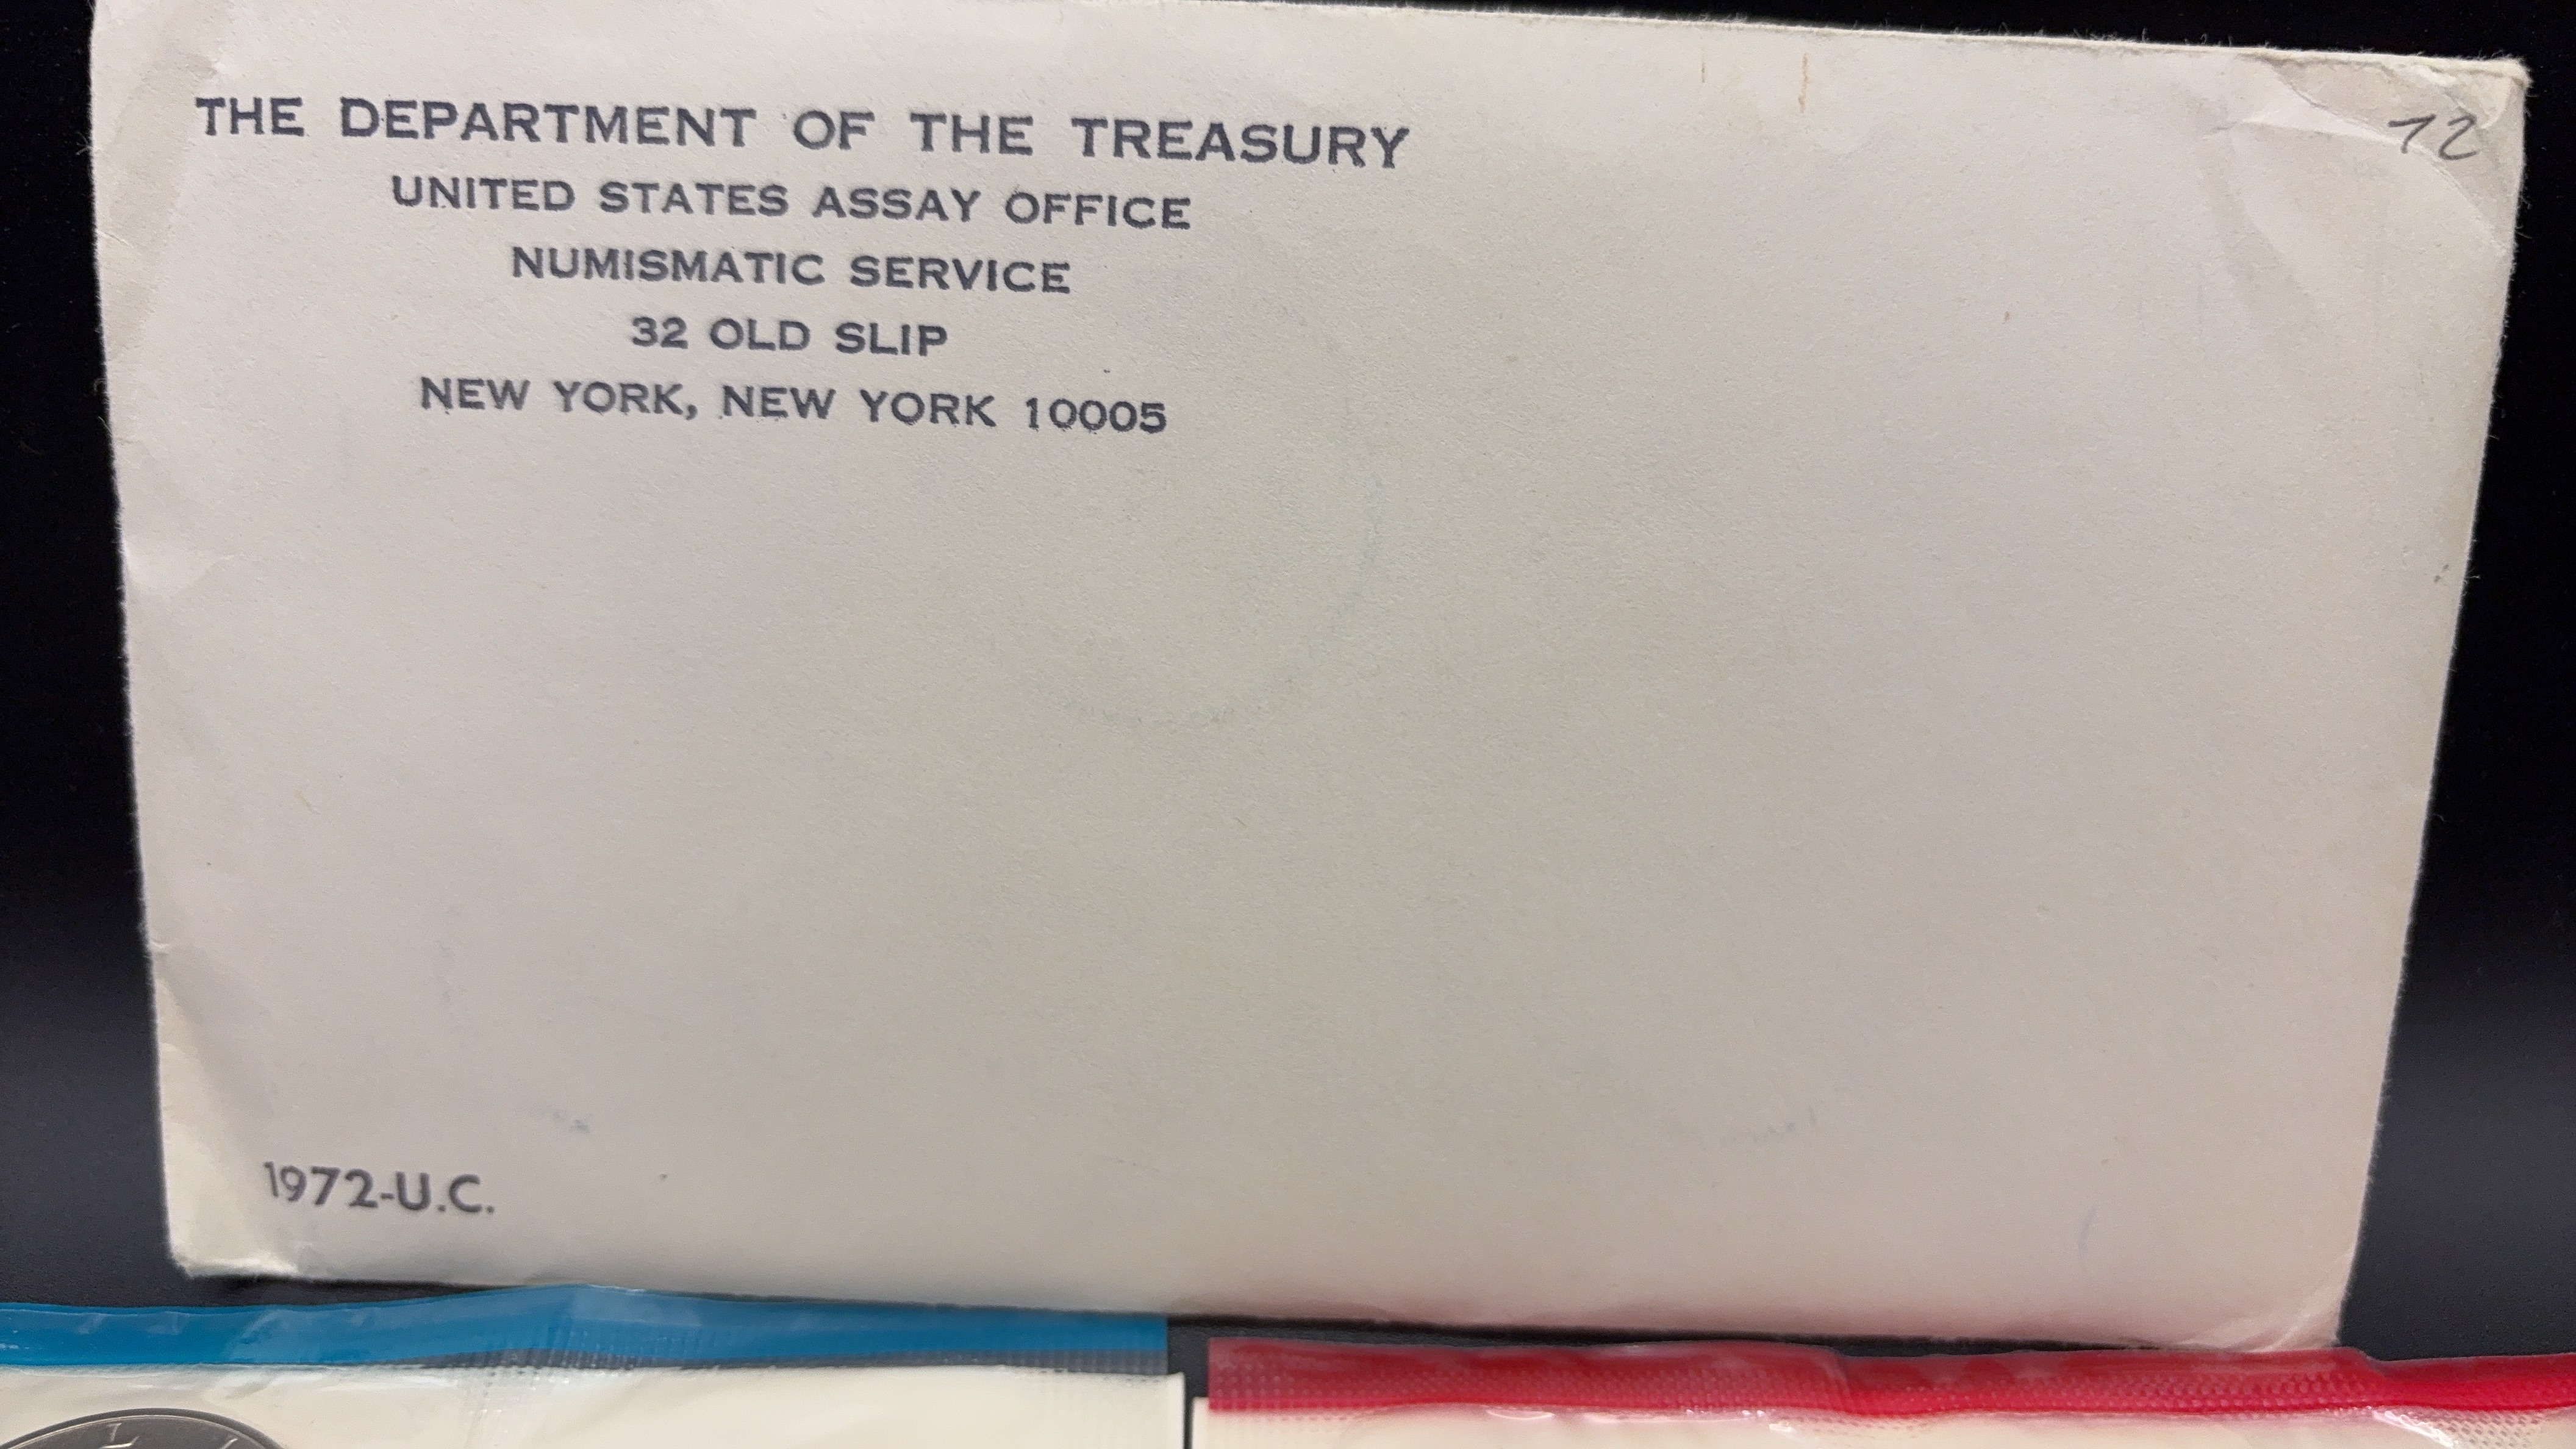 THE DEPARTMENT OF THE TREASURY
72
UNITED STATES ASSAY OFFICE
NUMISMATIC SERVICE
32 OLD SLIP
NEW YORK, NEW YORK 10005
1972-U.C.